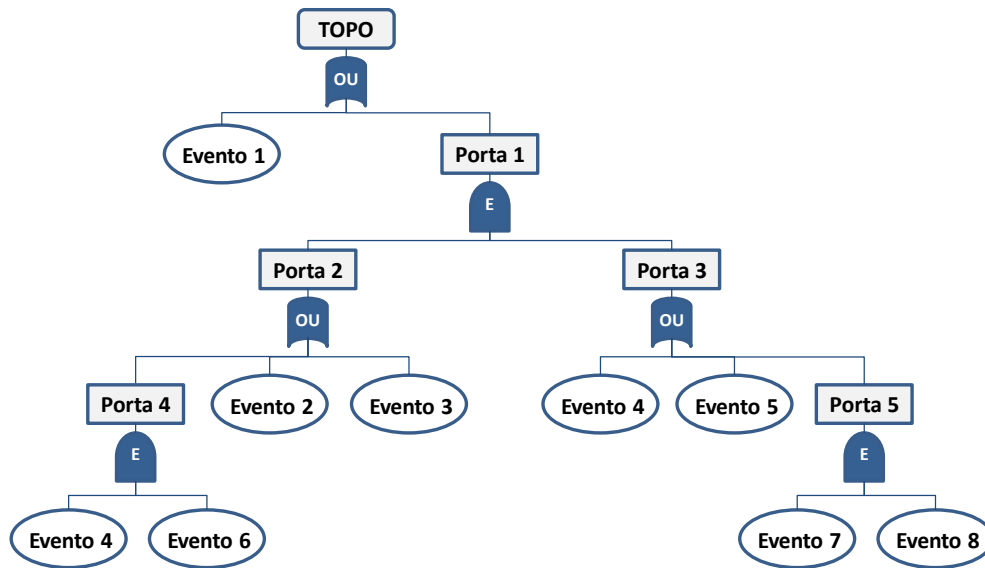 TOPO
OU
Evento 1
Porta 1
E
Porta 2
Porta 3
OU
OU
Porta 4
Evento 2
Evento 3
Evento 4
Evento 5
Porta 5
E
E
Evento 4
Evento 6
Evento 7
Evento 8